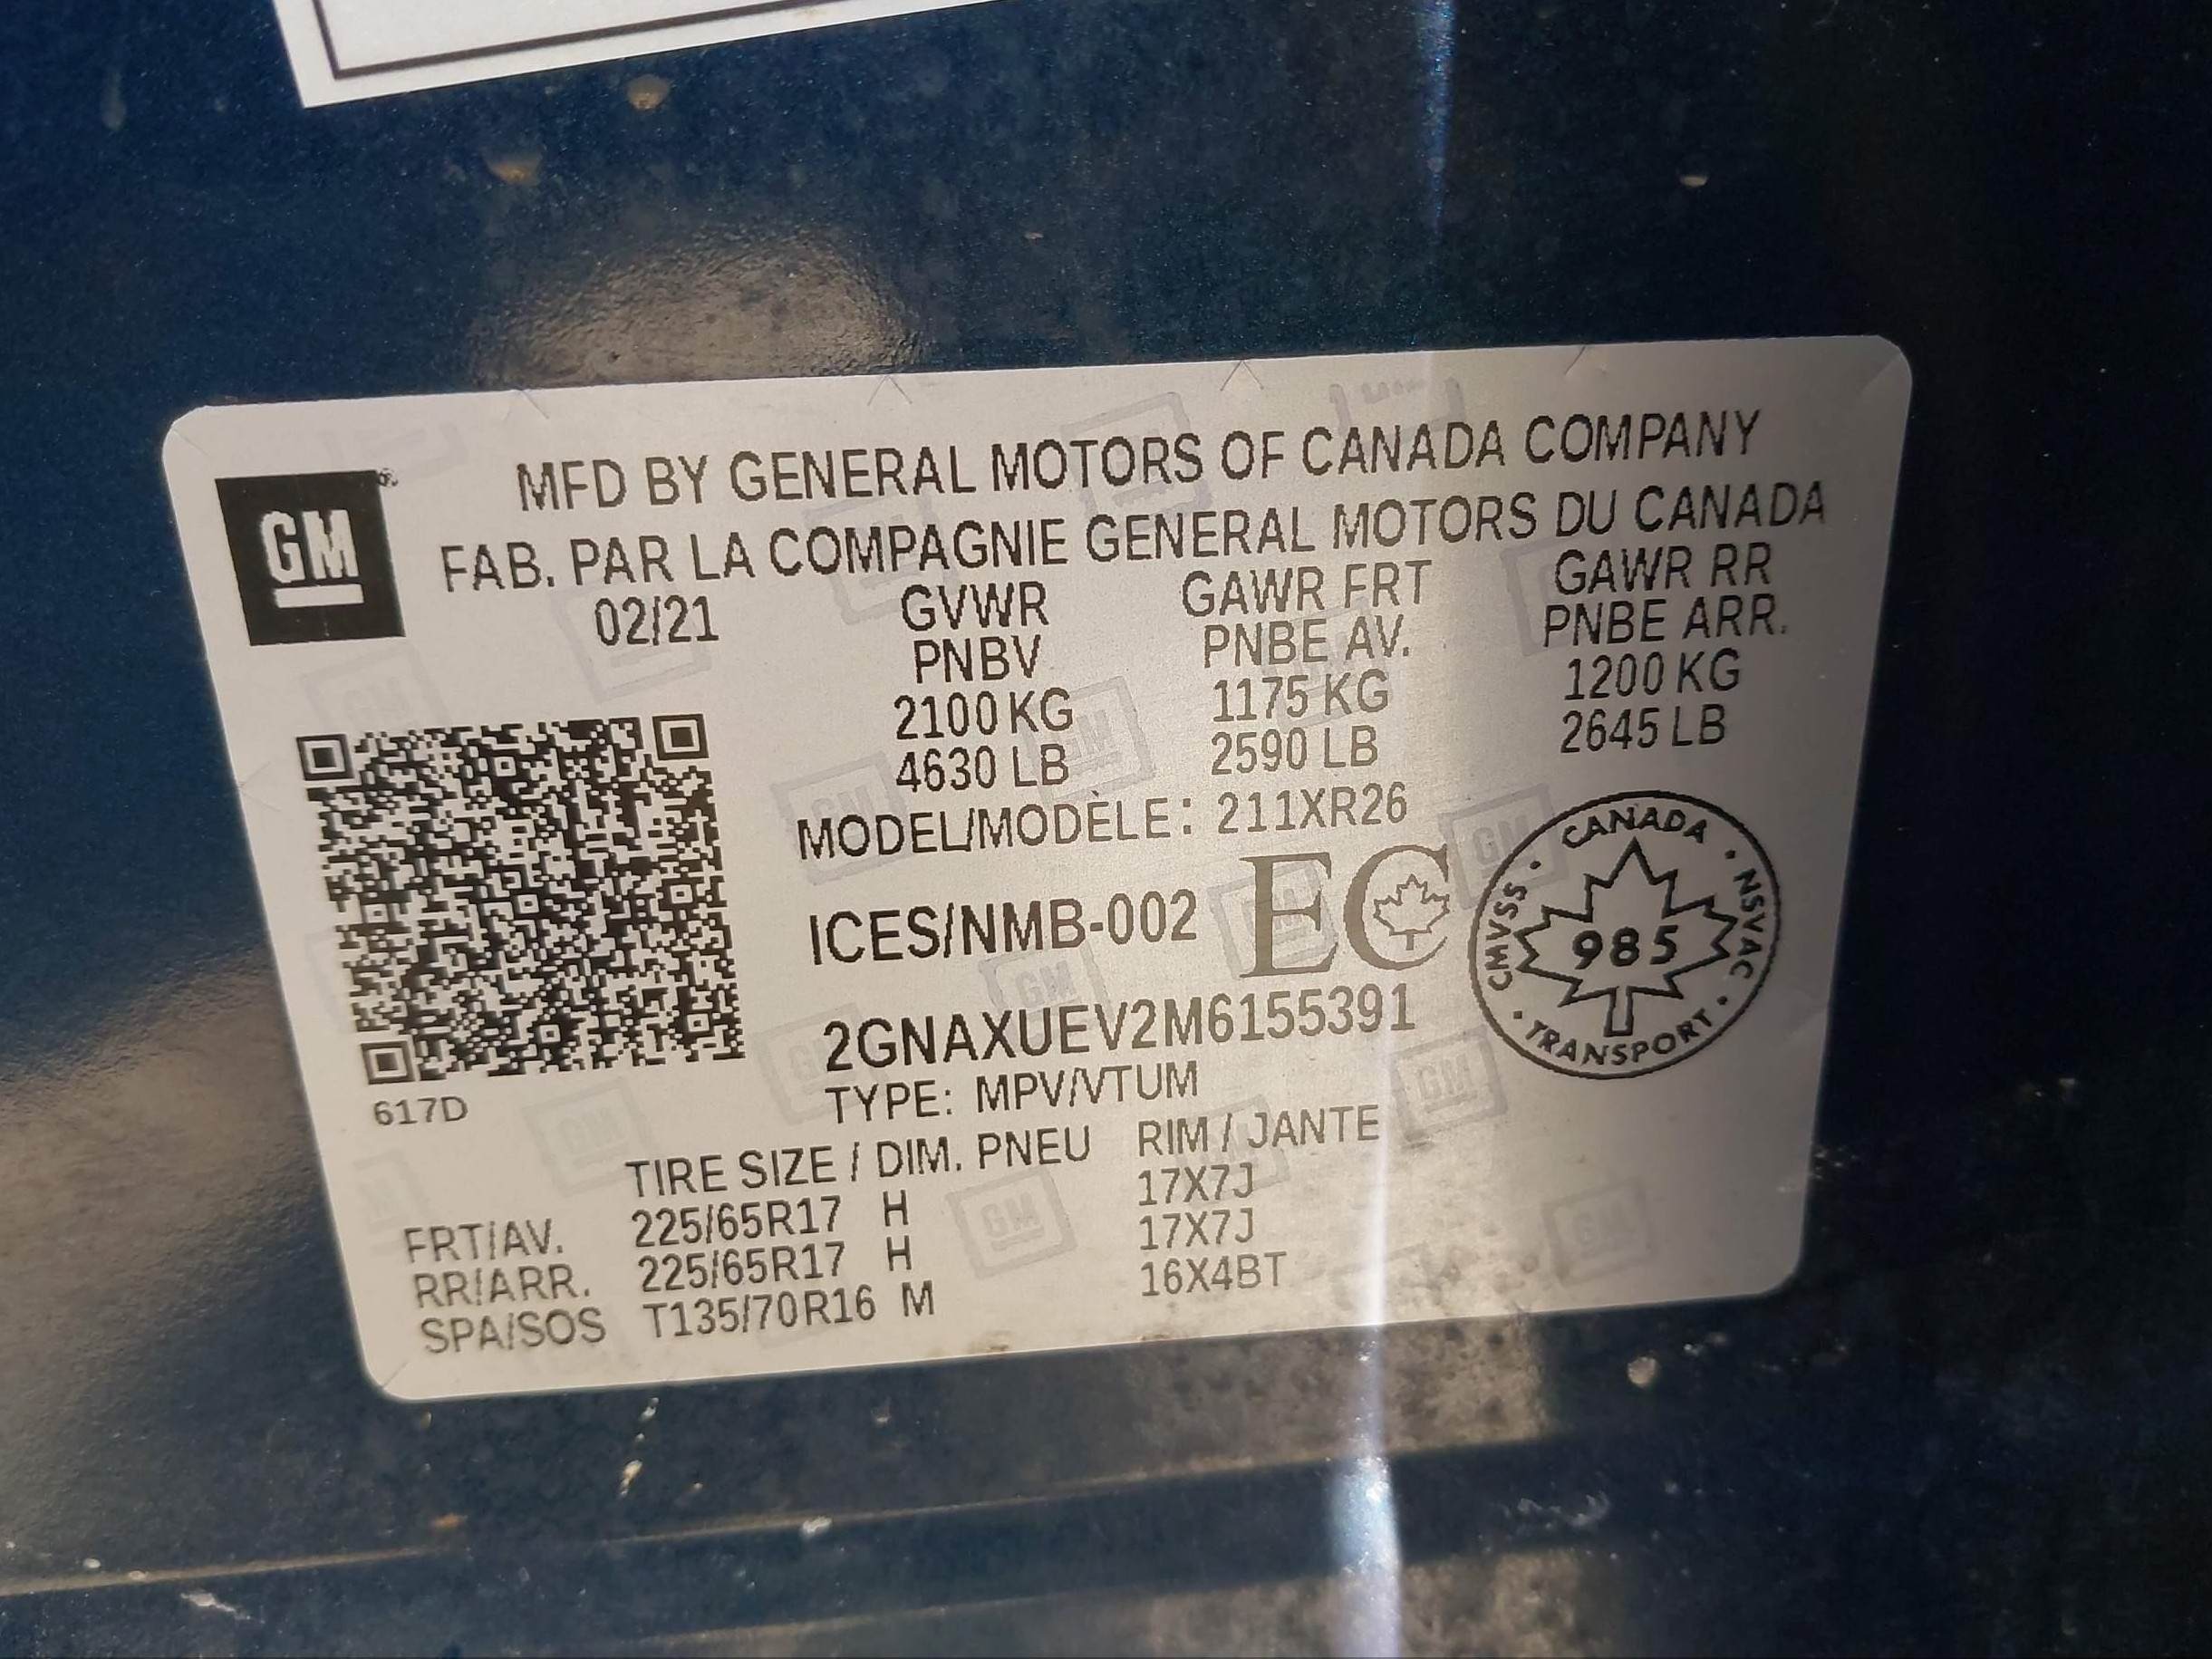 GM
MFD BY GENERAL MOTORS OF CANADA COMPANY
FAB. PAR LA COMPAGNIE GENERAL MOTORS DU CANADA
02/21 GVWR GAWR FRT GAWR RR
PNBV PNBE AV. PNBE ARR.
2100 KG 1175 KG 1200 KG
4630 LB 2590 LB 2645 LB
MODEL/MODÈLE: 211XR26
ICES/NMB-002 EC
CANADA · NSVAC · TRANSPORT · CMVSS ·
985
2GNAXUEV2M6155391
617D
TYPE: MPV/VTUM
TIRE SIZE / DIM. PNEU RIM / JANTE
FRT/AV. 225/65R17 H 17X7J
RR/ARR. 225/65R17 H 17X7J
SPA/SOS T135/70R16 M 16X4BT